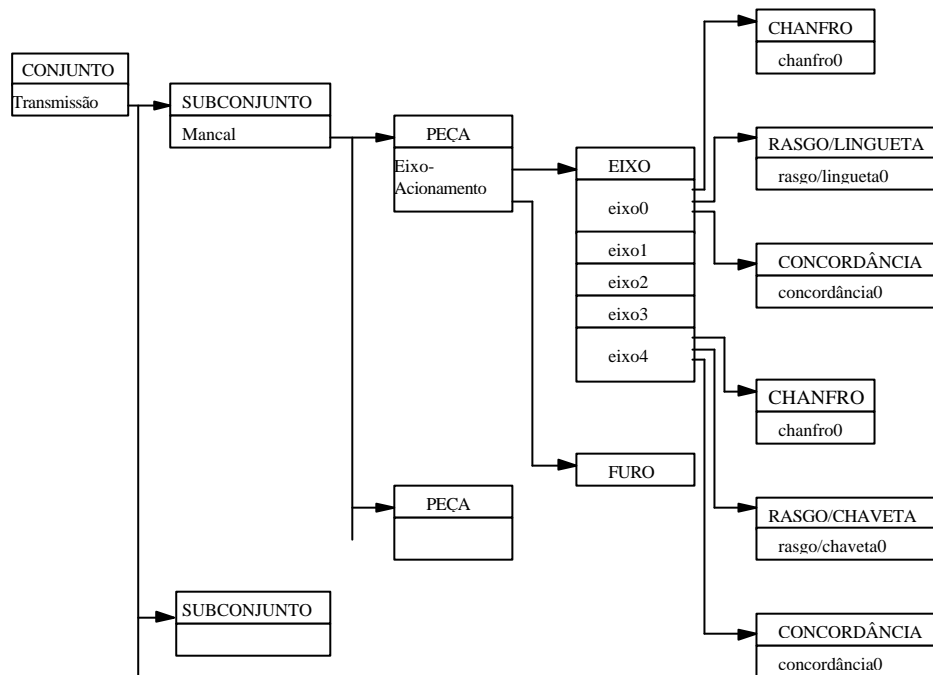 CONJUNTO
Transmissão
SUBCONJUNTO
Mancal
SUBCONJUNTO
PEÇA
Eixo-
Acionamento
PEÇA
EIXO
eixo0
eixo1
eixo2
eixo3
eixo4
FURO
CHANFRO
chanfro0
RASGO/LINGUETA
rasgo/lingueta0
CONCORDÂNCIA
concordância0
CHANFRO
chanfro0
RASGO/CHAVETA
rasgo/chaveta0
CONCORDÂNCIA
concordância0